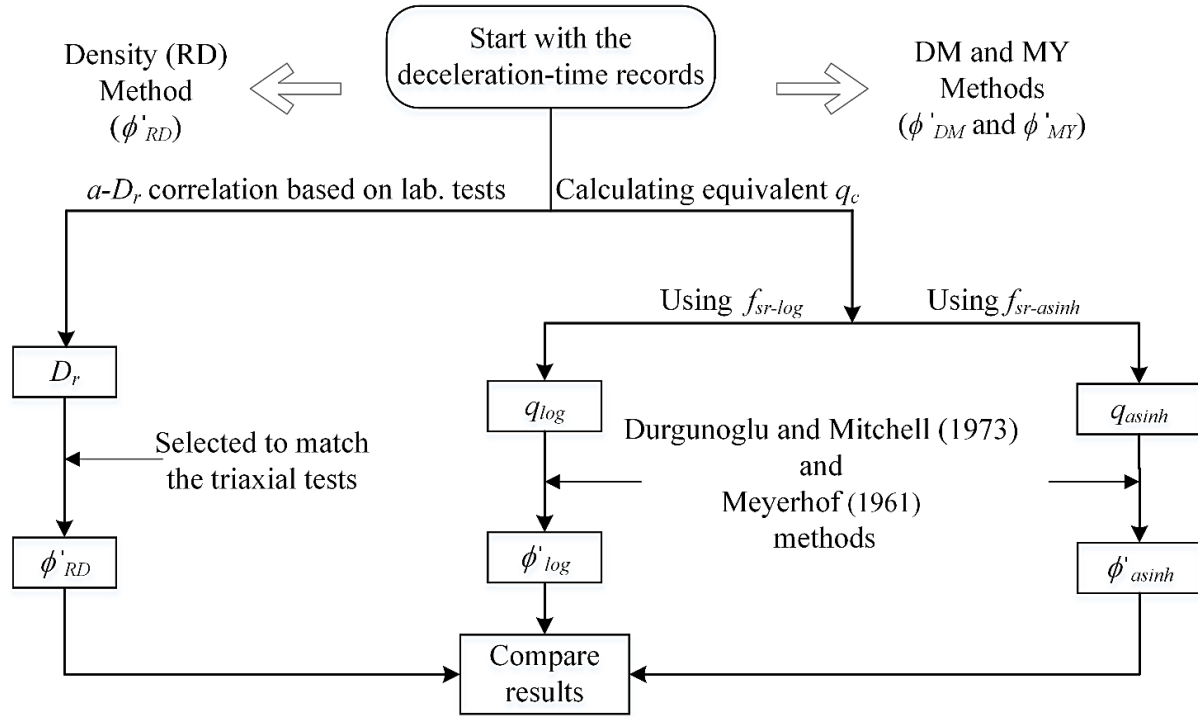 Start with the
deceleration-time records
Density (RD)
Method
(ϕ'RD)
DM and MY
Methods
(ϕ'DM and ϕ'MY)
a-Dr correlation based on lab. tests
Calculating equivalent qc
Using fsr-log
Using fsr-asinh
Dr
qlog
qasinh
Selected to match
the triaxial tests
Durgunoglu and Mitchell (1973)
and
Meyerhof (1961)
methods
ϕ'RD
ϕ'log
ϕ'asinh
Compare
results